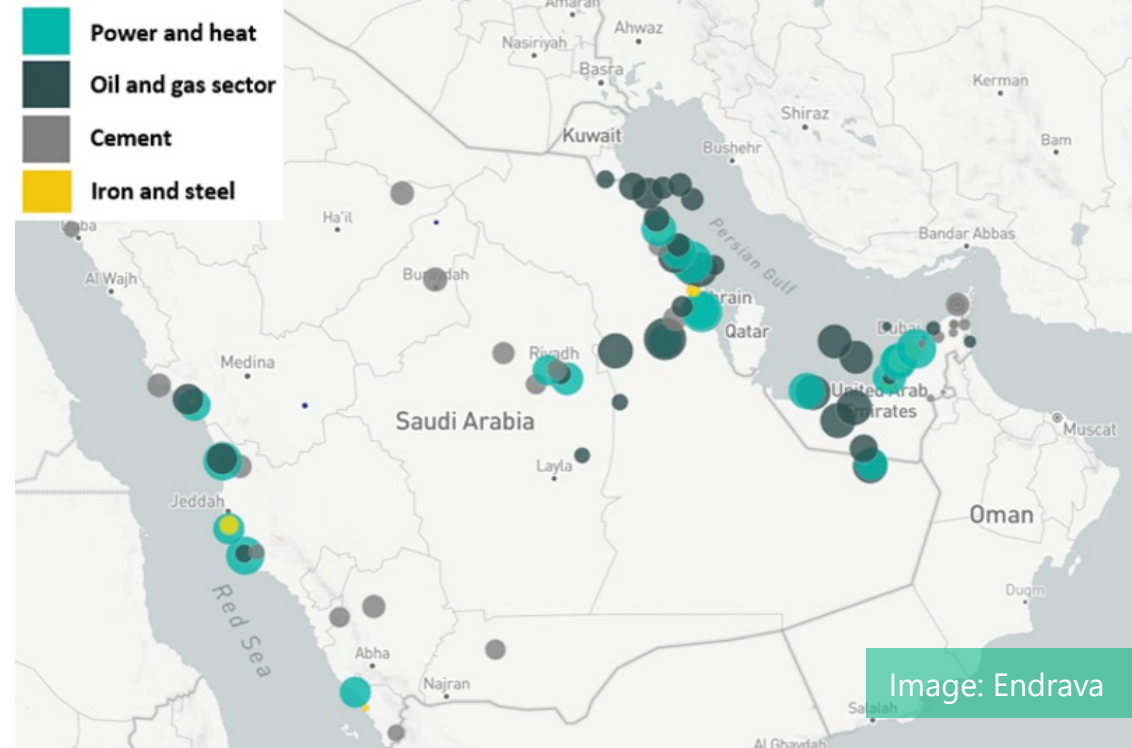 Power and heat
Oil and gas sector
Cement
Iron and steel
Amarah
Ahwaz
Nasiriyah
Basra
Kerman
Shiraz
Kuwait
Bam
Bushehr
Ha'il
Persian Gulf
Bandar Abbas
Al Wajh
Buraydah
Qatar
Dubai
Medina
Riyadh
United Arab
Emirates
Saudi Arabia
Muscat
Layla
Jeddah
Oman
Red Sea
Duqm
Abha
Najran
Image: Endrava
Salalah
Al Ghaydah